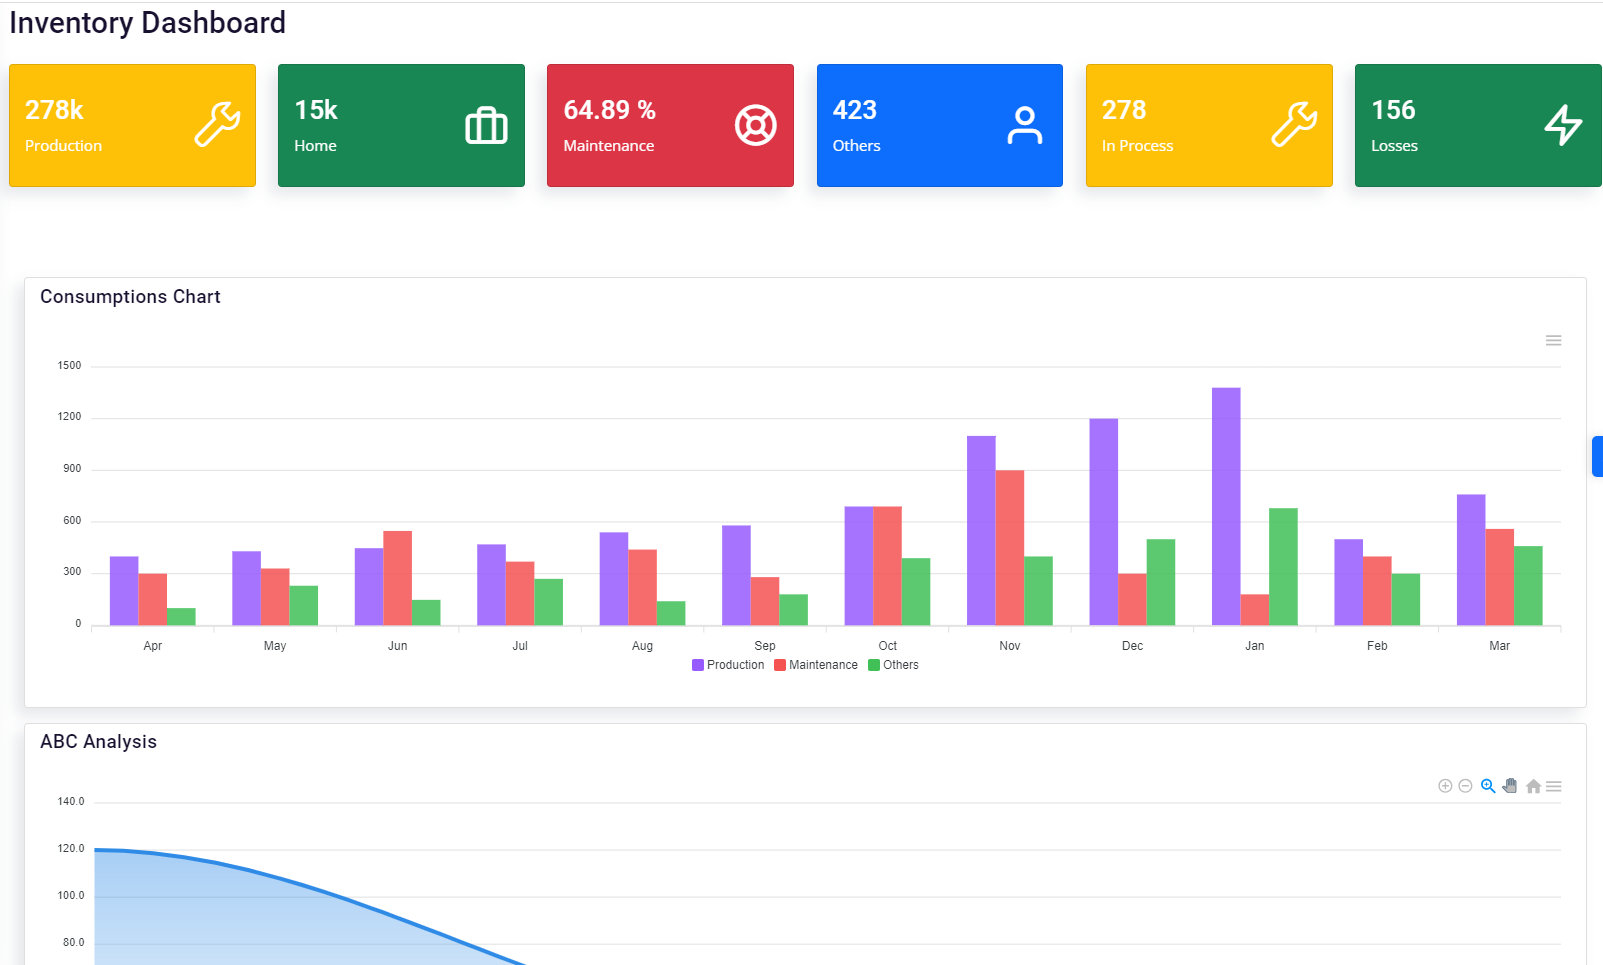 Inventory Dashboard
278k
Production
15k
Home
64.89 %
Maintenance
423
Others
278
In Process
156
Losses
Consumptions Chart
1500
1200
900
600
300
0
Apr May Jun Jul Aug Sep Oct Nov Dec Jan Feb Mar
Production Maintenance Others
ABC Analysis
140.0
120.0
100.0
80.0